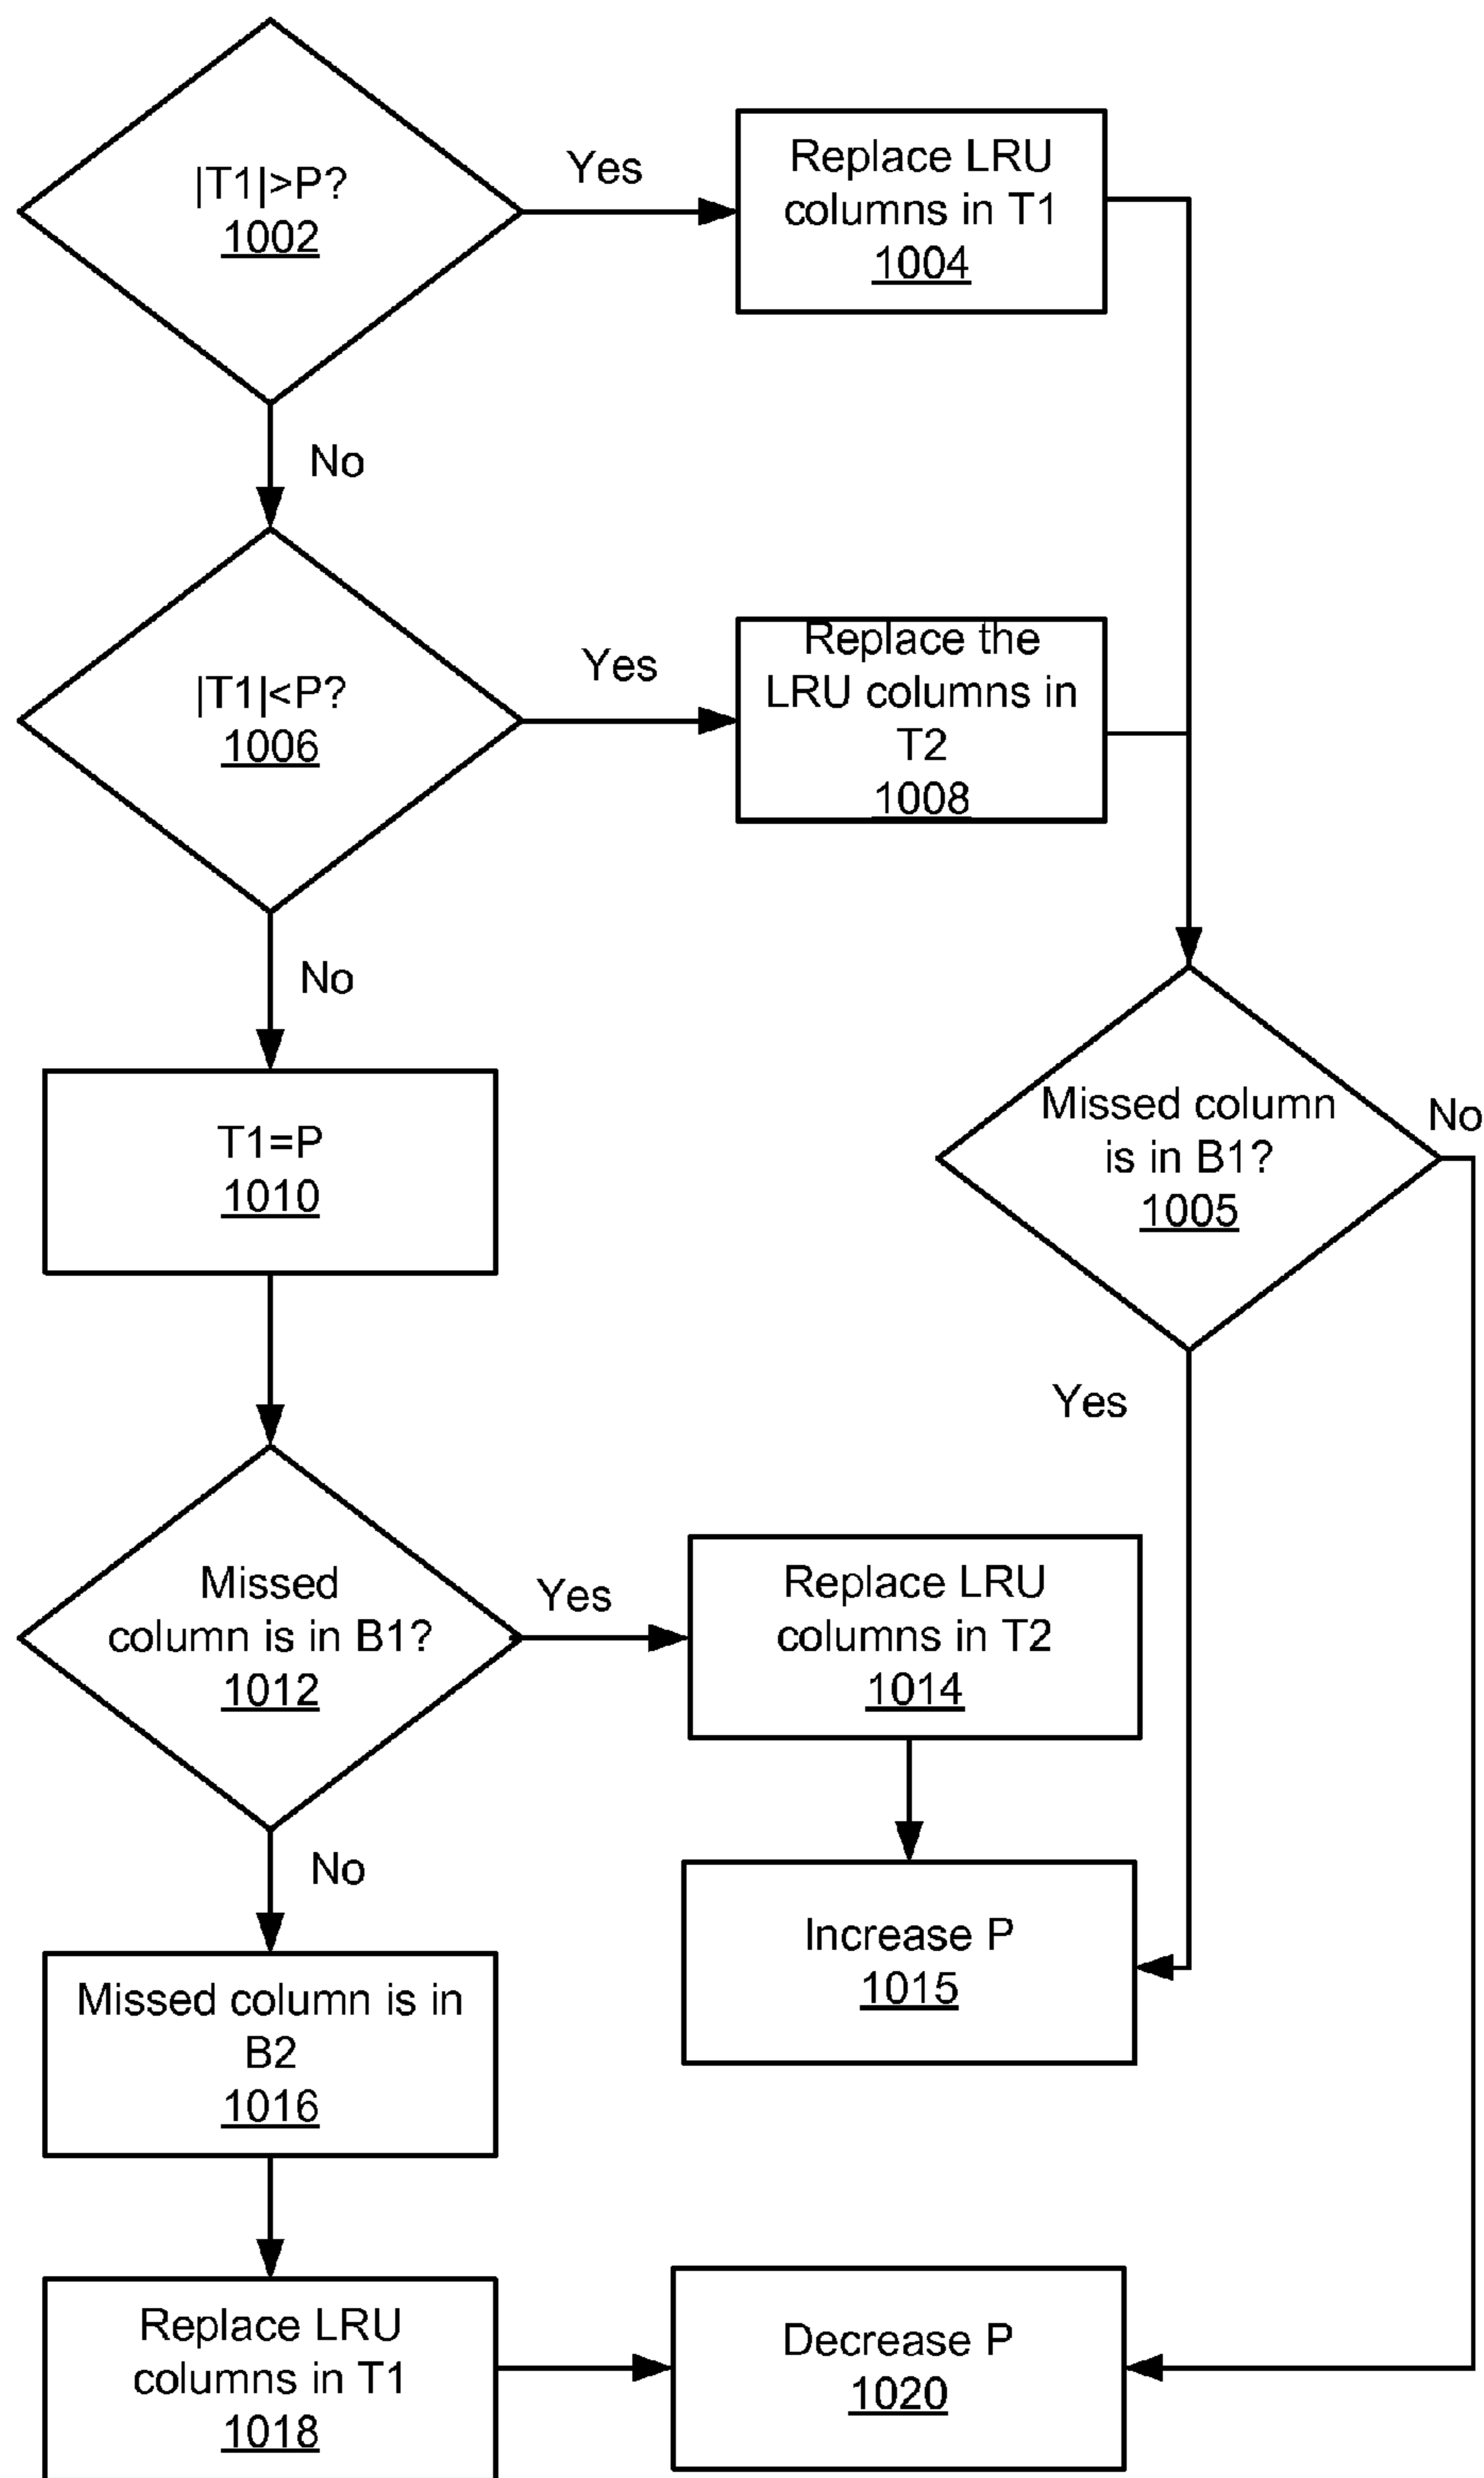 |T1|>P?
1002
Yes
Replace LRU
columns in T1
1004
No
|T1|<P?
1006
Yes
Replace the
LRU columns in
T2
1008
No
T1=P
1010
Missed column
is in B1?
1005
No
Yes
Missed
column is in B1?
1012
Yes
Replace LRU
columns in T2
1014
No
Increase P
1015
Missed column is in
B2
1016
Replace LRU
columns in T1
1018
Decrease P
1020